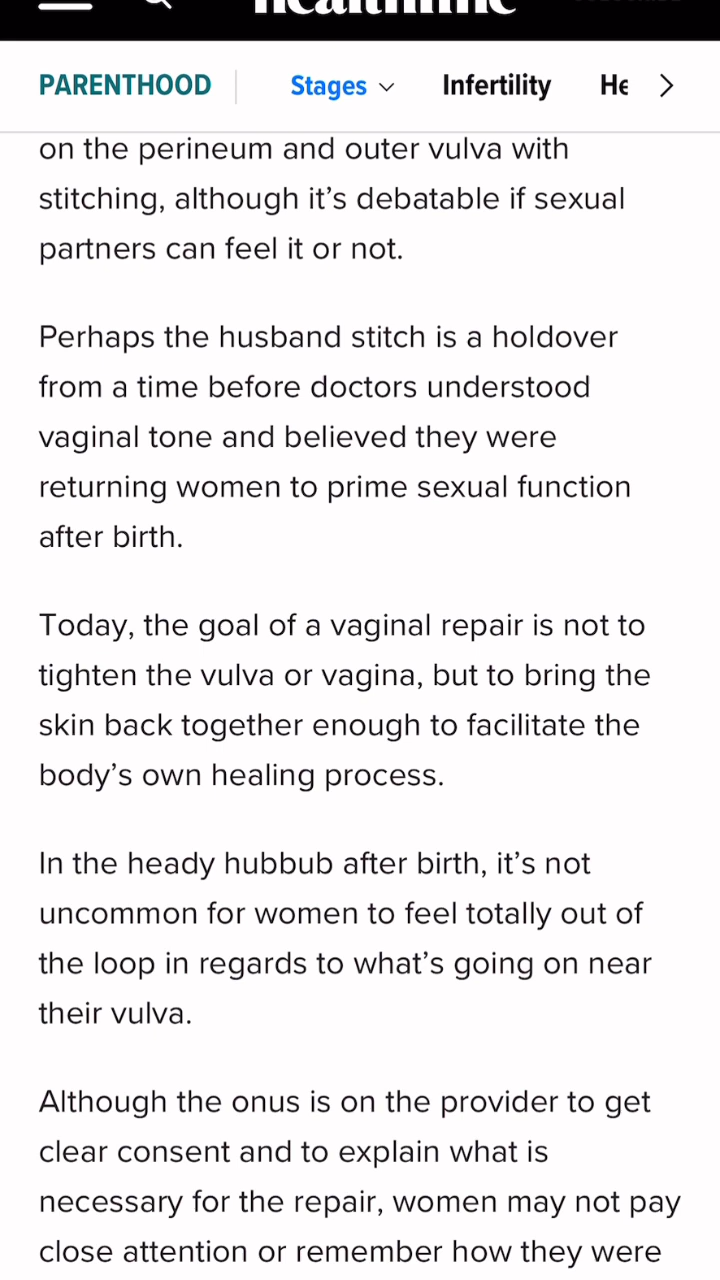 healthline
PARENTHOOD
Stages
Infertility
He
on the perineum and outer vulva with
stitching, although it’s debatable if sexual
partners can feel it or not.
Perhaps the husband stitch is a holdover
from a time before doctors understood
vaginal tone and believed they were
returning women to prime sexual function
after birth.
Today, the goal of a vaginal repair is not to
tighten the vulva or vagina, but to bring the
skin back together enough to facilitate the
body’s own healing process.
In the heady hubbub after birth, it’s not
uncommon for women to feel totally out of
the loop in regards to what’s going on near
their vulva.
Although the onus is on the provider to get
clear consent and to explain what is
necessary for the repair, women may not pay
close attention or remember how they were